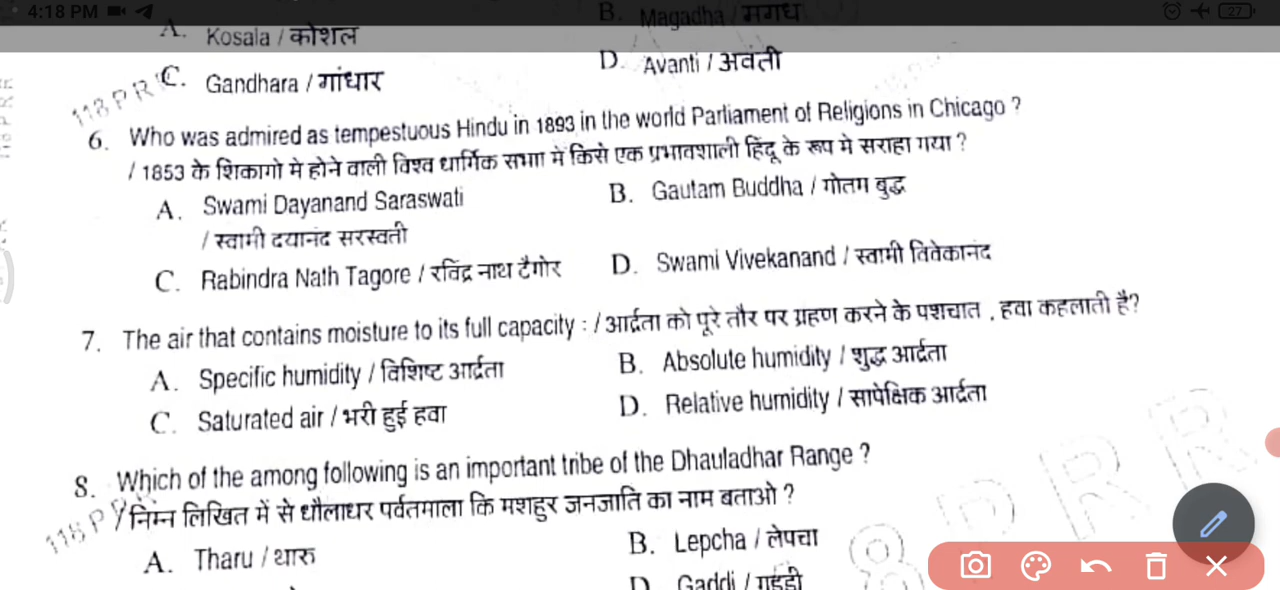 4:18 PM
27
A. Kosala / कोशल
B. Magadha / मगध
C. Gandhara / गांधार
D. Avanti / अवंती
6. Who was admired as tempestuous Hindu in 1893 in the world Parliament of Religions in Chicago ?
/ 1853 के शिकागो मे होने वाली विश्व धार्मिक सभाा में किसे एक प्रभावशाली हिंदू के रूप मे सराहा गया ?
A. Swami Dayanand Saraswati
/ स्वामी दयानंद सरस्वती
B. Gautam Buddha / गोतम बुद्ध
C. Rabindra Nath Tagore / रविंद्र नाथ टैगोर
D. Swami Vivekanand / स्वामी विवेकानंद
7. The air that contains moisture to its full capacity : / आर्द्रता को पूरे तौर पर ग्रहण करने के पशचात , हवा कहलाती है?
A. Specific humidity / विशिष्ट आर्द्रता
B. Absolute humidity / शुद्ध आर्द्रता
C. Saturated air / भरी हुई हवा
D. Relative humidity / सापेक्षिक आर्द्रता
8. Which of the among following is an important tribe of the Dhauladhar Range ?
/ निम्न लिखित में से धौलाधर पर्वतमाला कि मशहुर जनजाति का नाम बताओ ?
A. Tharu / थारू
B. Lepcha / लेपचा
D. Gaddi / गद्दी